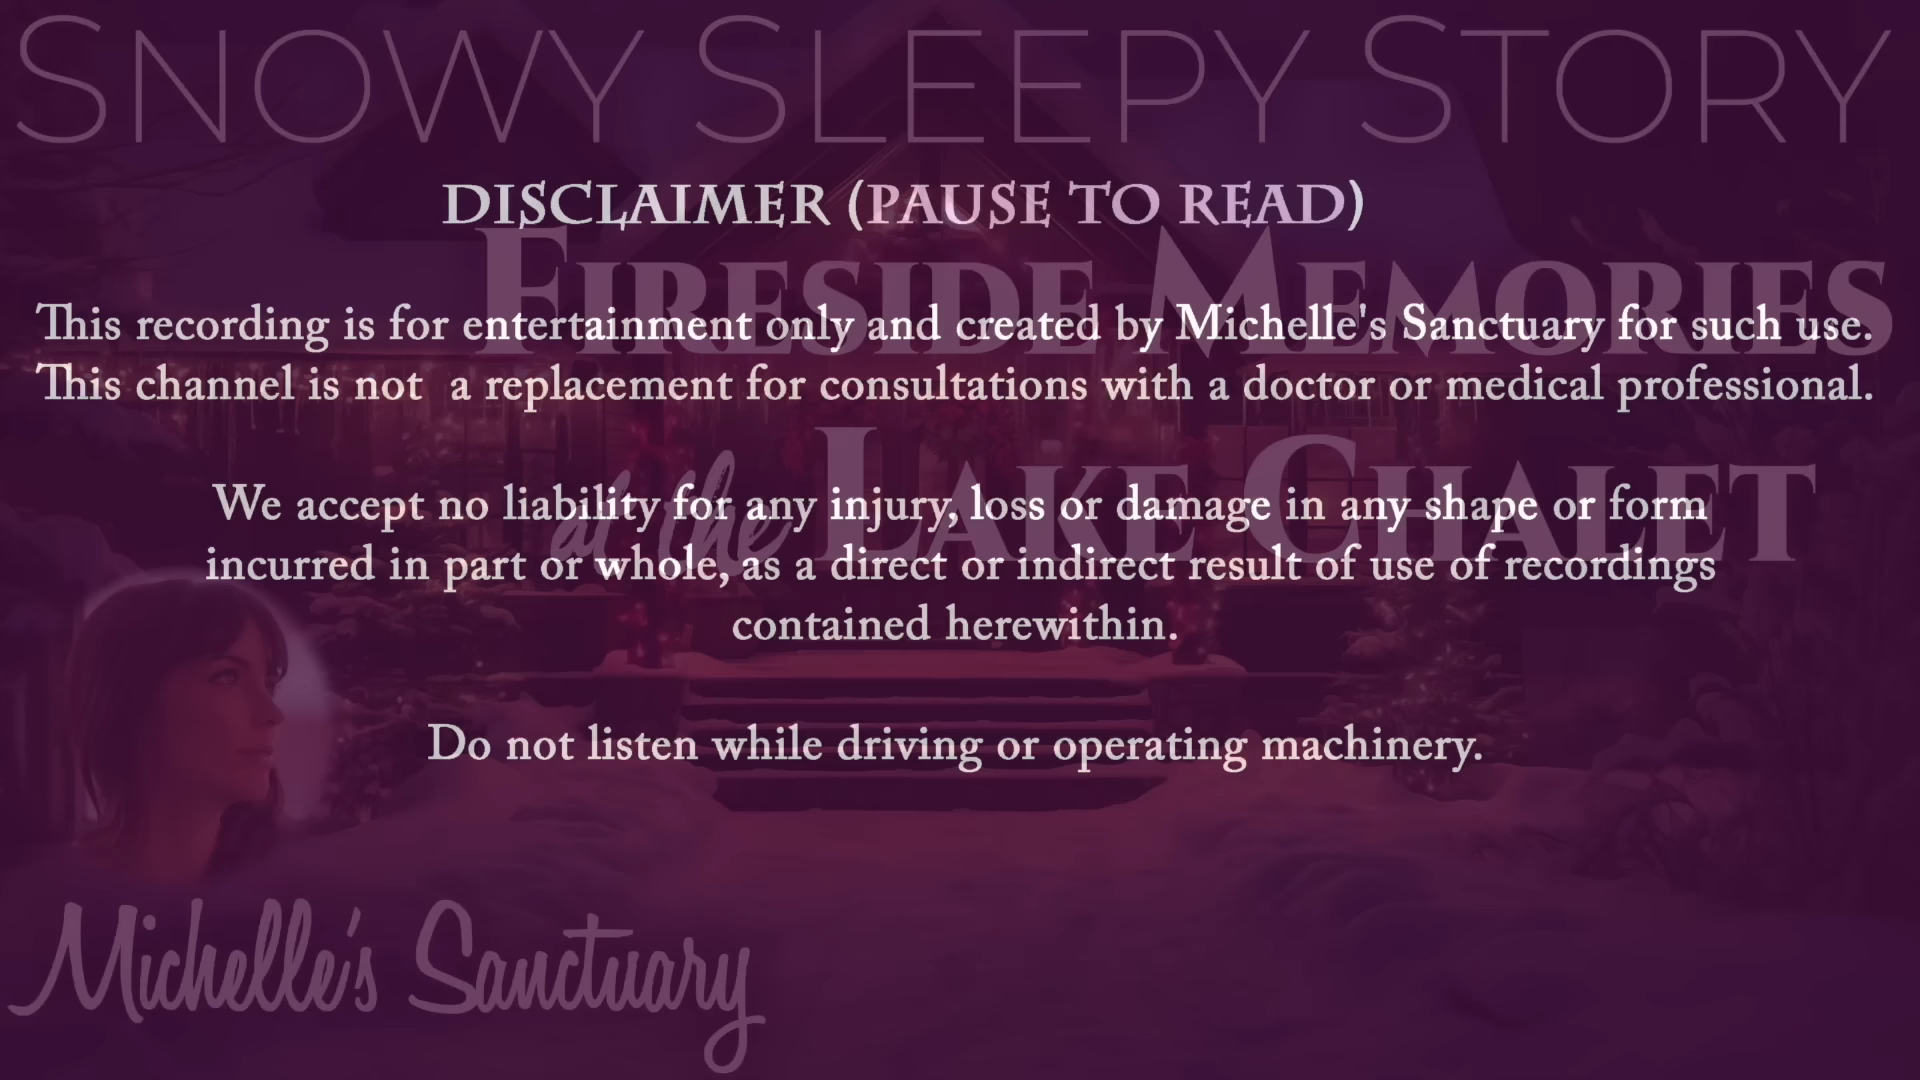 SNOWY SLEEPY STORY
DISCLAIMER (PAUSE TO READ)
FIRESIDE MEMORIES
This recording is for entertainment only and created by Michelle's Sanctuary for such use.
This channel is not a replacement for consultations with a doctor or medical professional.
at the LAKE CHALET
We accept no liability for any injury, loss or damage in any shape or form
incurred in part or whole, as a direct or indirect result of use of recordings
contained herewithin.
Do not listen while driving or operating machinery.
Michelle's Sanctuary